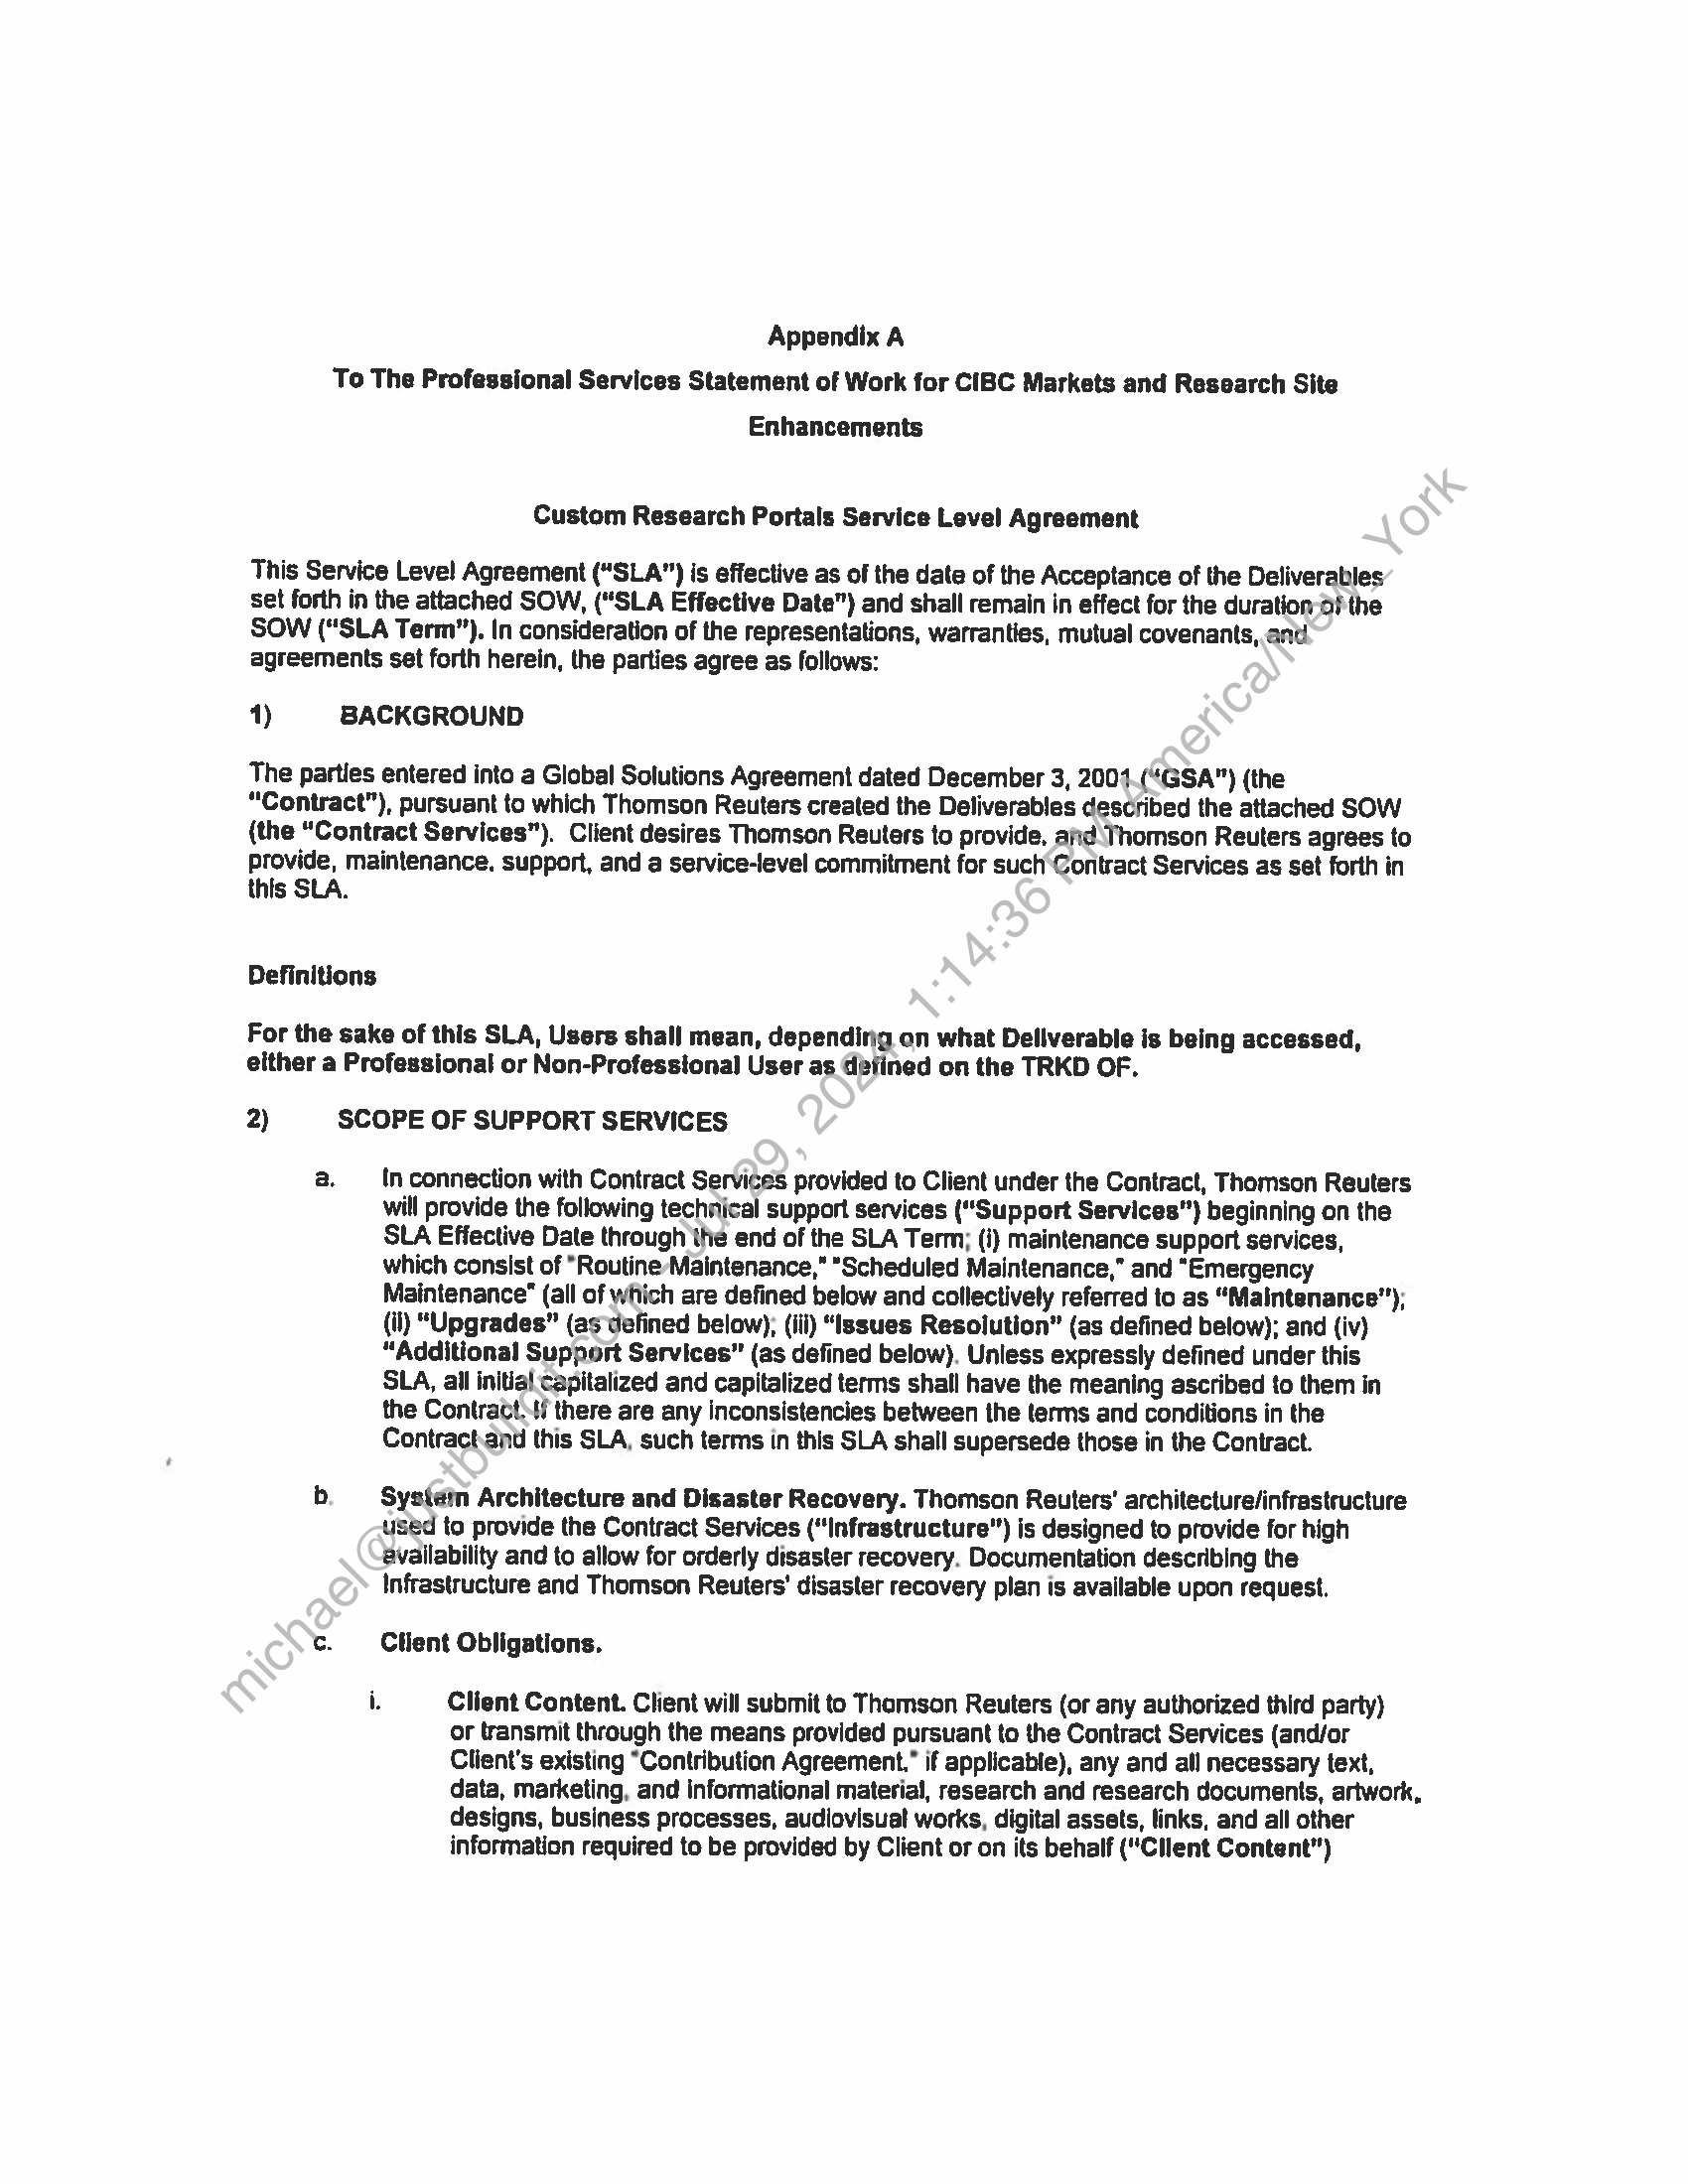 Appendix A
To The Professional Services Statement of Work for CIBC Markets and Research Site
Enhancements
Custom Research Portals Service Level Agreement
This Service Level Agreement ("SLA") is effective as of the date of the Acceptance of the Deliverables
set forth in the attached SOW, ("SLA Effective Date") and shall remain in effect for the duration of the
SOW ("SLA Term"). In consideration of the representations, warranties, mutual covenants, and
agreements set forth herein, the parties agree as follows:
1) BACKGROUND
The parties entered into a Global Solutions Agreement dated December 3, 2001 ("GSA") (the
"Contract"), pursuant to which Thomson Reuters created the Deliverables described the attached SOW
(the "Contract Services"). Client desires Thomson Reuters to provide, and Thomson Reuters agrees to
provide, maintenance, support, and a service-level commitment for such Contract Services as set forth in
this SLA.
Definitions
For the sake of this SLA, Users shall mean, depending on what Deliverable is being accessed,
either a Professional or Non-Professional User as defined on the TRKD OF.
2) SCOPE OF SUPPORT SERVICES
a. In connection with Contract Services provided to Client under the Contract, Thomson Reuters
will provide the following technical support services ("Support Services") beginning on the
SLA Effective Date through the end of the SLA Term; (i) maintenance support services,
which consist of "Routine Maintenance," "Scheduled Maintenance," and "Emergency
Maintenance" (all of which are defined below and collectively referred to as "Maintenance");
(ii) "Upgrades" (as defined below); (iii) "Issues Resolution" (as defined below); and (iv)
"Additional Support Services" (as defined below). Unless expressly defined under this
SLA, all initial capitalized and capitalized terms shall have the meaning ascribed to them in
the Contract. If there are any inconsistencies between the terms and conditions in the
Contract and this SLA, such terms in this SLA shall supersede those in the Contract.
b. System Architecture and Disaster Recovery. Thomson Reuters' architecture/infrastructure
used to provide the Contract Services ("Infrastructure") is designed to provide for high
availability and to allow for orderly disaster recovery. Documentation describing the
Infrastructure and Thomson Reuters' disaster recovery plan is available upon request.
c. Client Obligations.
i. Client Content. Client will submit to Thomson Reuters (or any authorized third party)
or transmit through the means provided pursuant to the Contract Services (and/or
Client's existing "Contribution Agreement," if applicable), any and all necessary text,
data, marketing, and informational material, research and research documents, artwork,
designs, business processes, audiovisual works, digital assets, links, and all other
information required to be provided by Client or on its behalf ("Client Content")
michael@justbuildit.com - Jul 29, 2024, 1:14:36 PM America/New_York